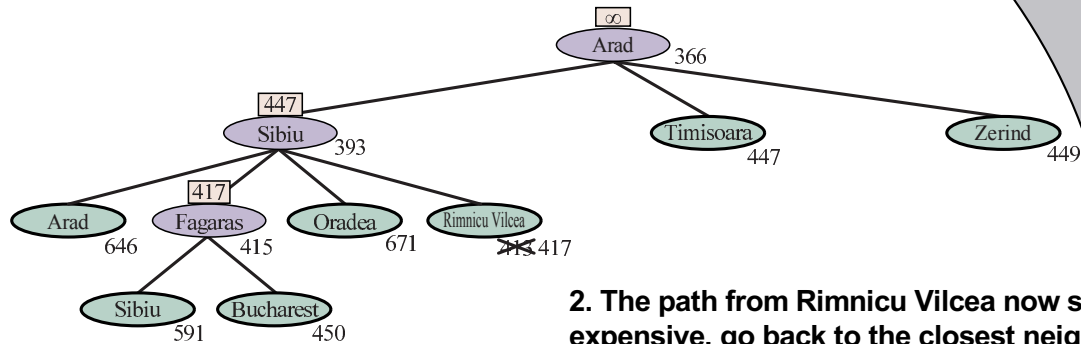 ∞
Arad
366
447
Sibiu
393
Timisoara
447
Zerind
449
417
Arad
646
Fagaras
415
Oradea
671
Rimnicu Vilcea
413 417
Sibiu
591
Bucharest
450
2. The path from Rimnicu Vilcea now s
expensive, go back to the closest neig